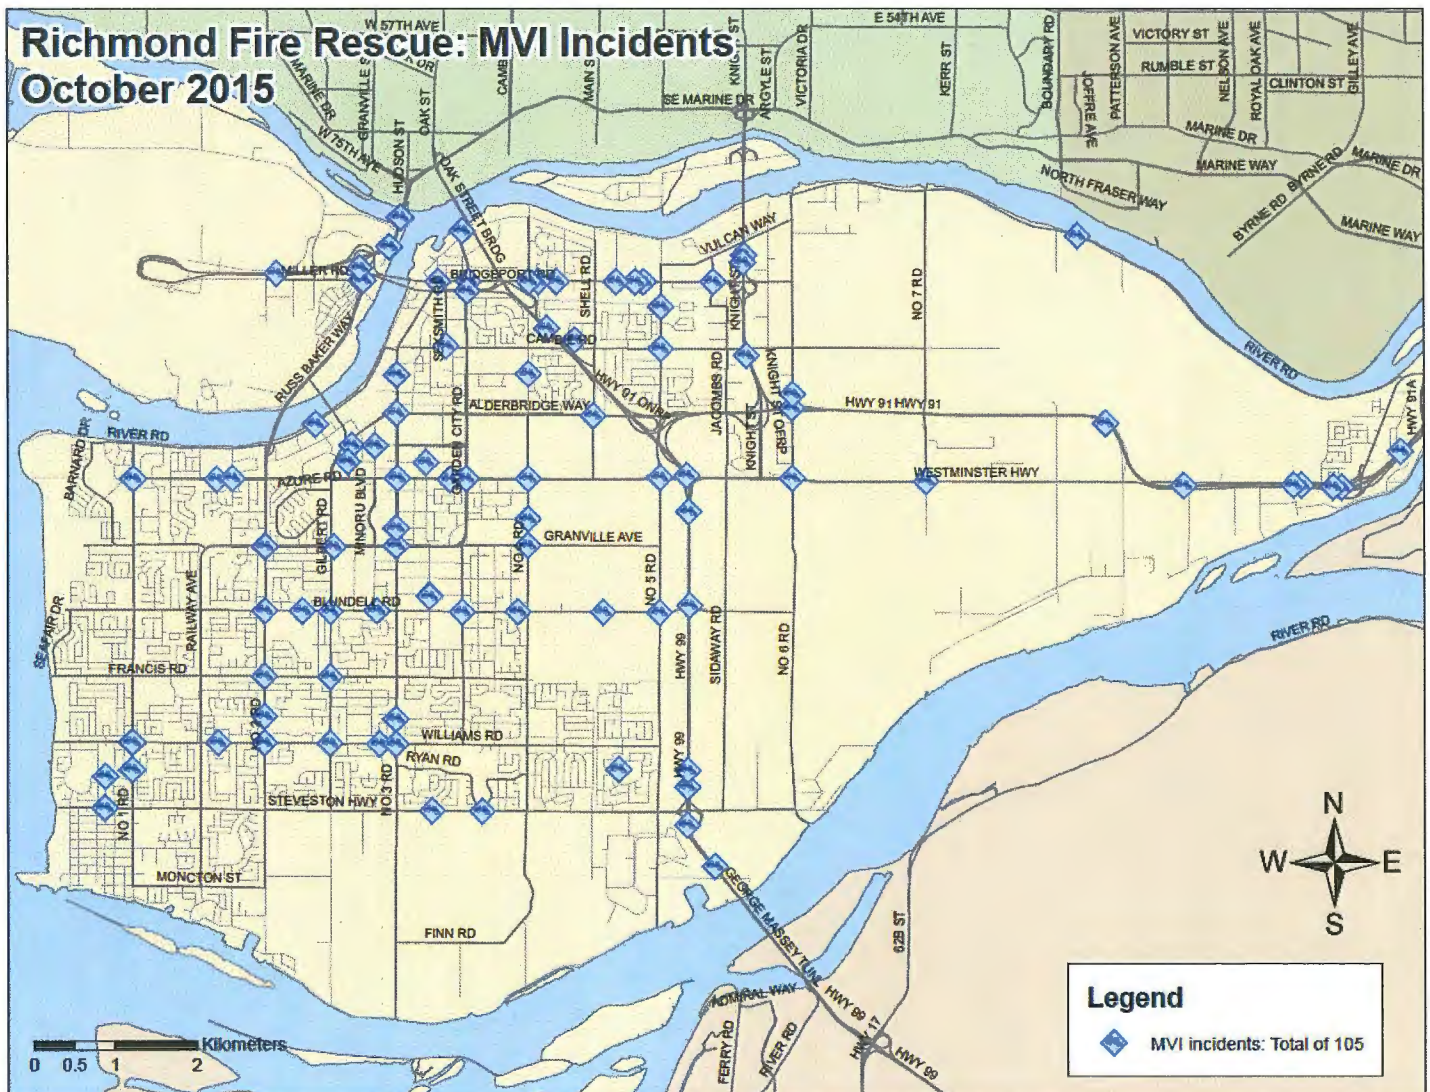 Richmond Fire Rescue: MVI Incidents
October 2015
W 57TH AVE
E 54TH AVE
MAIN S
KNIGHT ST
ARGYLE ST
VICTORIA DR
KERR ST
BOUNDARY RD
JOFFRE AVE
PATTERSON AVE
VICTORY ST
RUMBLE ST
NELSON AVE
ROYAL OAK AVE
CLINTON ST
GILLEY AVE
MARINE DR
GRANVILLE S
OAK ST
CAMB
SE MARINE DR
W 75TH AVE
HUDSON ST
OAK STREET BRDG
MARINE DR
MARINE DR
MARINE WAY
NORTH FRASER WAY
BYRNE RD
BYRNE RD
MARINE WAY
VULCAN WAY
MILLER RD
BRIDGEPORT RD
SHELL RD
KNIGHT ST
NO 7 RD
SEXSMITH RD
CAMBIE RD
RUSS BAKER WAY
RIVER RD
HWY 91 ONRP
JACOMBS RD
KNIGHT ST OFRP
KNIGHT ST
ALDERBRIDGE WAY
HWY 91
HWY 91
HWY 91A
GARDEN CITY RD
BARNARD DR
RIVER RD
AZURE RD
WESTMINSTER HWY
GILBERT RD
MINORU BLVD
GRANVILLE AVE
NO 5 RD
SEAFAIR DR
RAILWAY AVE
BLUNDELL RD
HWY 99
SIDAWAY RD
NO 6 RD
RIVER RD
FRANCIS RD
NO 2 RD
WILLIAMS RD
RYAN RD
HWY 99
NO 1 RD
STEVESTON HWY
NO 3 RD
MONCTON ST
FINN RD
GEORGE MASSEY TUNL
62B ST
ADMIRAL WAY
HWY 99
FERRY RD
RIVER RD
HWY 17
HWY 99
N
W E
S
Kilometers
0 0.5 1 2
Legend
MVI incidents: Total of 105